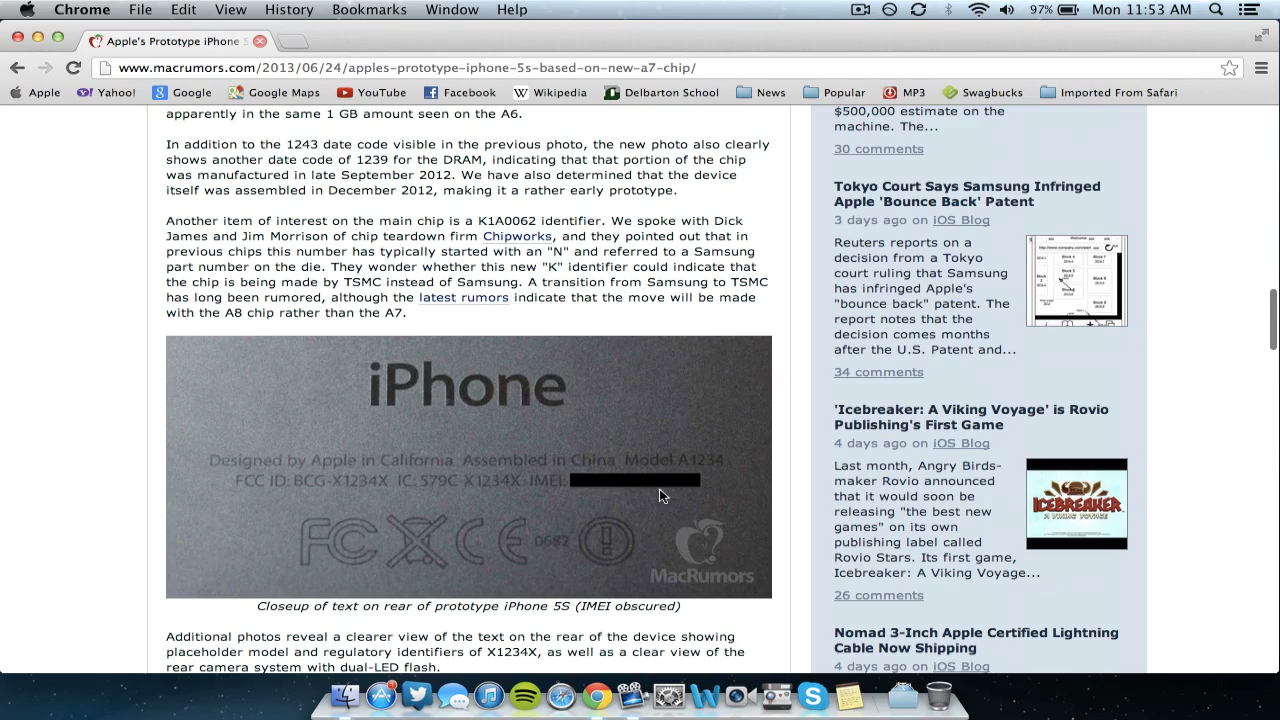 Chrome File Edit View History Bookmarks Window Help 97% Mon 11:53 AM
Apple's Prototype iPhone 5
www.macrumors.com/2013/06/24/apples-prototype-iphone-5s-based-on-new-a7-chip/
Apple Yahoo! Google Google Maps YouTube Facebook Wikipedia Delbarton School News Popular MP3 Swagbucks Imported From Safari
apparently in the same 1 GB amount seen on the A6.
In addition to the 1243 date code visible in the previous photo, the new photo also clearly
shows another date code of 1239 for the DRAM, indicating that that portion of the chip
was manufactured in late September 2012. We have also determined that the device
itself was assembled in December 2012, making it a rather early prototype.
Another item of interest on the main chip is a K1A0062 identifier. We spoke with Dick
James and Jim Morrison of chip teardown firm Chipworks, and they pointed out that in
previous chips this number has typically started with an "N" and referred to a Samsung
part number on the die. They wonder whether this new "K" identifier could indicate that
the chip is being made by TSMC instead of Samsung. A transition from Samsung to TSMC
has long been rumored, although the latest rumors indicate that the move will be made
with the A8 chip rather than the A7.
iPhone
Designed by Apple in California Assembled in China Model A1234
FCC ID: BCG X1234X IC: 579C X1234X IMEI:
FC CE 0682
MacRumors
Closeup of text on rear of prototype iPhone 5S (IMEI obscured)
Additional photos reveal a clearer view of the text on the rear of the device showing
placeholder model and regulatory identifiers of X1234X, as well as a clear view of the
rear camera system with dual-LED flash.
$500,000 estimate on the
machine. The...
30 comments
Tokyo Court Says Samsung Infringed
Apple 'Bounce Back' Patent
3 days ago on iOS Blog
Reuters reports on a
decision from a Tokyo
court ruling that Samsung
has infringed Apple's
"bounce back" patent. The
report notes that the
decision comes months
after the U.S. Patent and...
34 comments
'Icebreaker: A Viking Voyage' is Rovio
Publishing's First Game
4 days ago on iOS Blog
Last month, Angry Birds-
maker Rovio announced
that it would soon be
releasing "the best new
games" on its own
publishing label called
Rovio Stars. Its first game,
Icebreaker: A Viking Voyage...
ICEBREAKER
A VIKING VOYAGE
26 comments
Nomad 3-Inch Apple Certified Lightning
Cable Now Shipping
4 days ago on iOS Blog